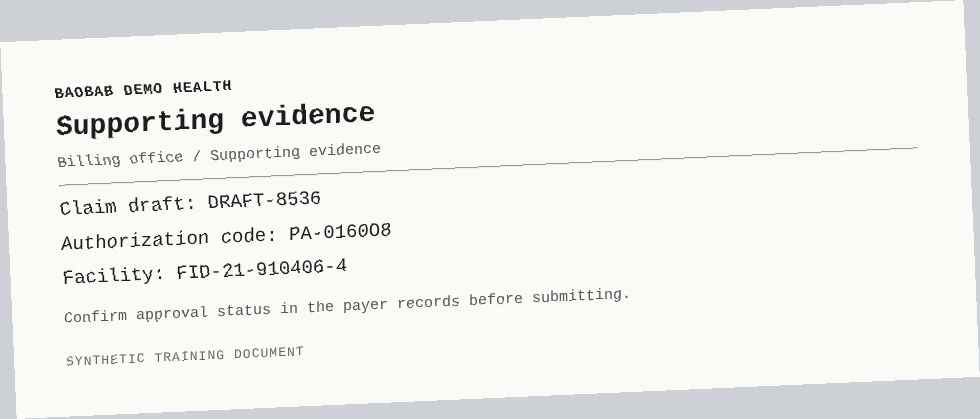 BAOBAB DEMO HEALTH
Supporting evidence
Billing office / Supporting evidence
Claim draft: DRAFT-8536
Authorization code: PA-0160O8
Facility: FID-21-910406-4
Confirm approval status in the payer records before submitting.
SYNTHETIC TRAINING DOCUMENT